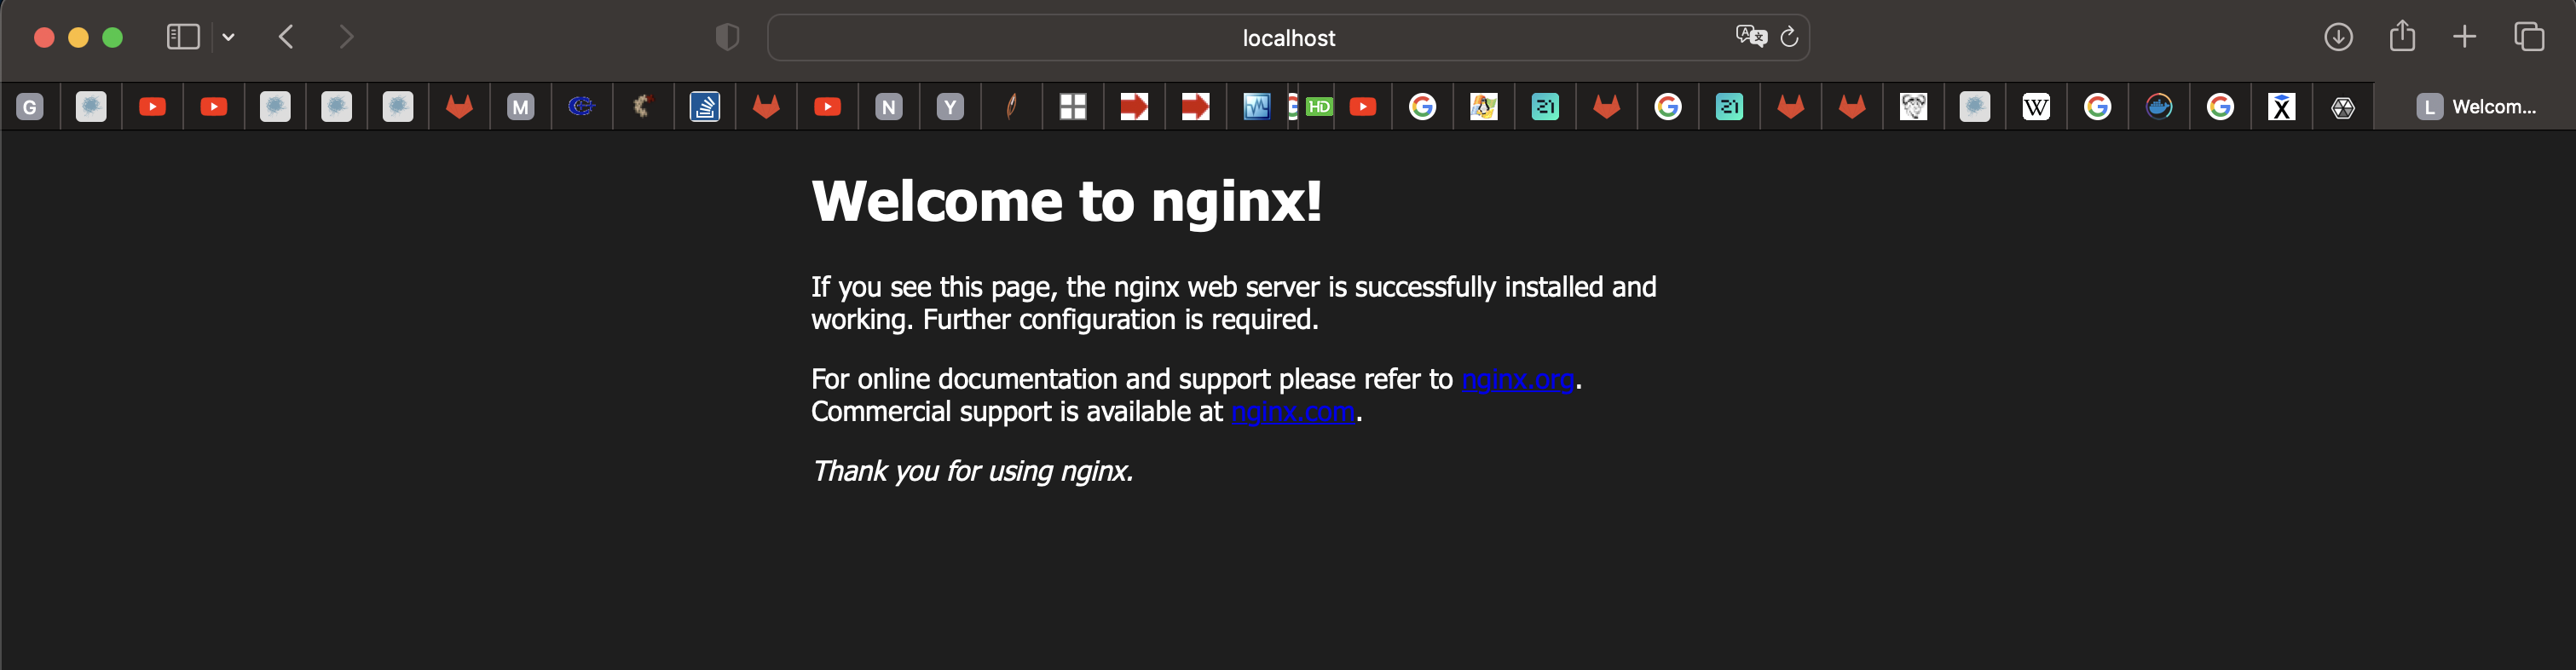 localhost
G
M
N
Y
HD
21
21
W
X
L Welcom...
Welcome to nginx!
If you see this page, the nginx web server is successfully installed and
working. Further configuration is required.
For online documentation and support please refer to nginx.org.
Commercial support is available at nginx.com.
Thank you for using nginx.